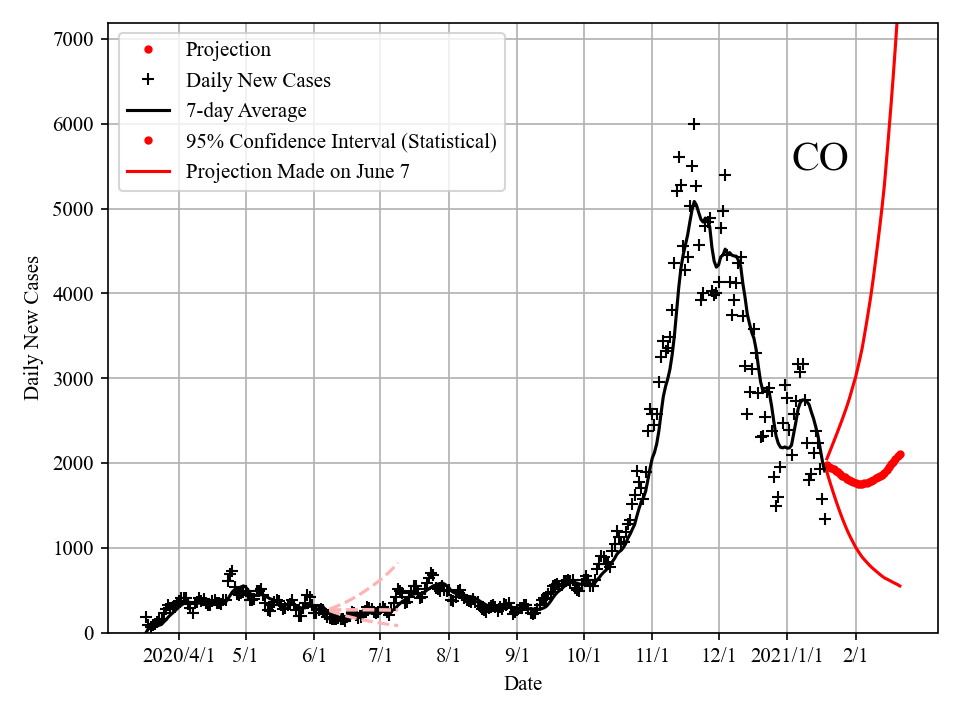 7000
6000
5000
4000
3000
2000
1000
0
Daily New Cases
Projection
Daily New Cases
7-day Average
95% Confidence Interval (Statistical)
Projection Made on June 7
CO
2020/4/1 5/1 6/1 7/1 8/1 9/1 10/1 11/1 12/1 2021/1/1 2/1
Date